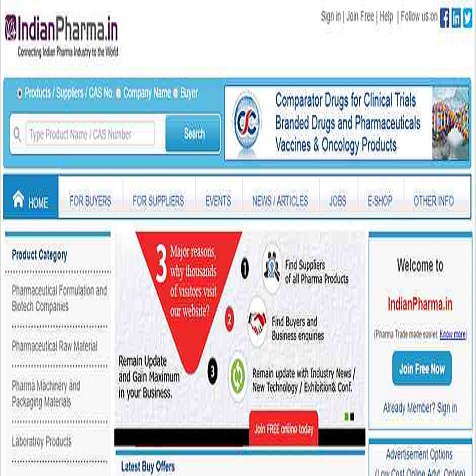 IndianPharma.in
Connecting Indian Pharma Industry to the World
Sign in | Join Free | Help | Follow us on
Products / Suppliers / CAS No. Company Name Buyer
Type Product Name / CAS Number
Search
Comparator Drugs for Clinical Trials
Branded Drugs and Pharmaceuticals
Vaccines & Oncology Products
HOME FOR BUYERS FOR SUPPLIERS EVENTS NEWS / ARTICLES JOBS E-SHOP OTHER INFO
Product Category
Pharmaceutical Formulation and
Biotech Companies
Pharmaceutical Raw Material
Pharma Machinery and
Packaging Materials
Laboratory Products
3 Major reasons,
why thousands
of visitors visit
our website?
Remain Update
and Gain Maximum
in your Business.
1 Find Suppliers
of all Pharma Products
2 Find Buyers and
Business enquiries
3 Remain update with Industry News /
New Technology / Exhibition& Conf.
Join FREE online today
Latest Buy Offers
Welcome to
IndianPharma.in
(Pharma Trade made easier. Know more)
Join Free Now
Already Member? Sign in
Advertisement Options
(Low Cost Online Advt. Option)